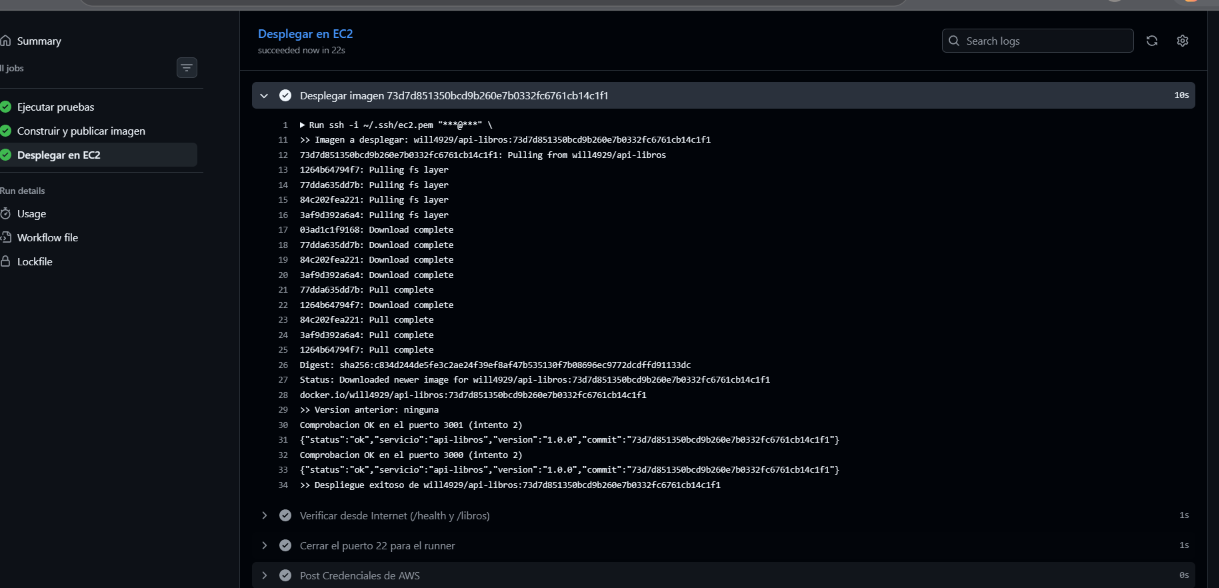 Summary
ll jobs
Ejecutar pruebas
Construir y publicar imagen
Desplegar en EC2
Run details
Usage
Workflow file
Lockfile
Desplegar en EC2
succeeded now in 22s
Search logs
Desplegar imagen 73d7d851350bcd9b260e7b0332fc6761cb14c1f1 10s
1 Run ssh -i ~/.ssh/ec2.pem "***@***" \
11 >> Imagen a desplegar: will4929/api-libros:73d7d851350bcd9b260e7b0332fc6761cb14c1f1
12 73d7d851350bcd9b260e7b0332fc6761cb14c1f1: Pulling from will4929/api-libros
13 1264b64794f7: Pulling fs layer
14 77dda635dd7b: Pulling fs layer
15 84c202fea221: Pulling fs layer
16 3af9d392a6a4: Pulling fs layer
17 03ad1c1f9168: Download complete
18 77dda635dd7b: Download complete
19 84c202fea221: Download complete
20 3af9d392a6a4: Download complete
21 77dda635dd7b: Pull complete
22 1264b64794f7: Download complete
23 84c202fea221: Pull complete
24 3af9d392a6a4: Pull complete
25 1264b64794f7: Pull complete
26 Digest: sha256:c834d244de5fe3c2ae24f39ef8af47b535130f7b08696ec9772dcdffd91133dc
27 Status: Downloaded newer image for will4929/api-libros:73d7d851350bcd9b260e7b0332fc6761cb14c1f1
28 docker.io/will4929/api-libros:73d7d851350bcd9b260e7b0332fc6761cb14c1f1
29 >> Version anterior: ninguna
30 Comprobacion OK en el puerto 3001 (intento 2)
31 {"status":"ok","servicio":"api-libros","version":"1.0.0","commit":"73d7d851350bcd9b260e7b0332fc6761cb14c1f1"}
32 Comprobacion OK en el puerto 3000 (intento 2)
33 {"status":"ok","servicio":"api-libros","version":"1.0.0","commit":"73d7d851350bcd9b260e7b0332fc6761cb14c1f1"}
34 >> Despliegue exitoso de will4929/api-libros:73d7d851350bcd9b260e7b0332fc6761cb14c1f1
Verificar desde Internet (/health y /libros) 1s
Cerrar el puerto 22 para el runner 1s
Post Credenciales de AWS 0s